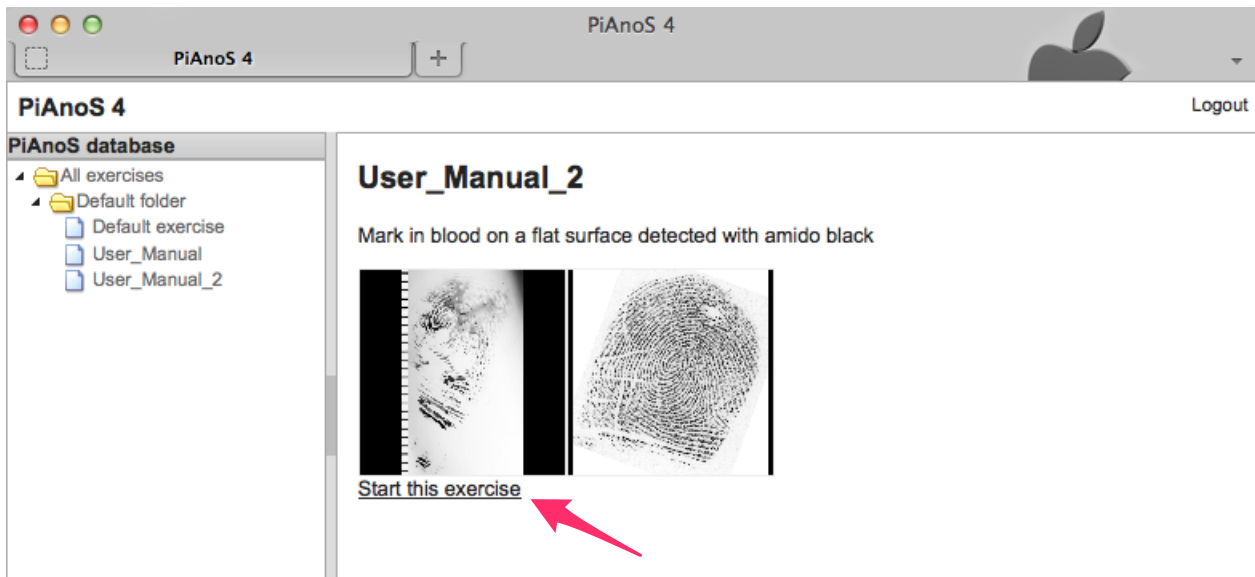 PiAnoS 4
PiAnoS 4
PiAnoS 4
Logout
PiAnoS database
All exercises
Default folder
Default exercise
User_Manual
User_Manual_2
User_Manual_2
Mark in blood on a flat surface detected with amido black
Start this exercise